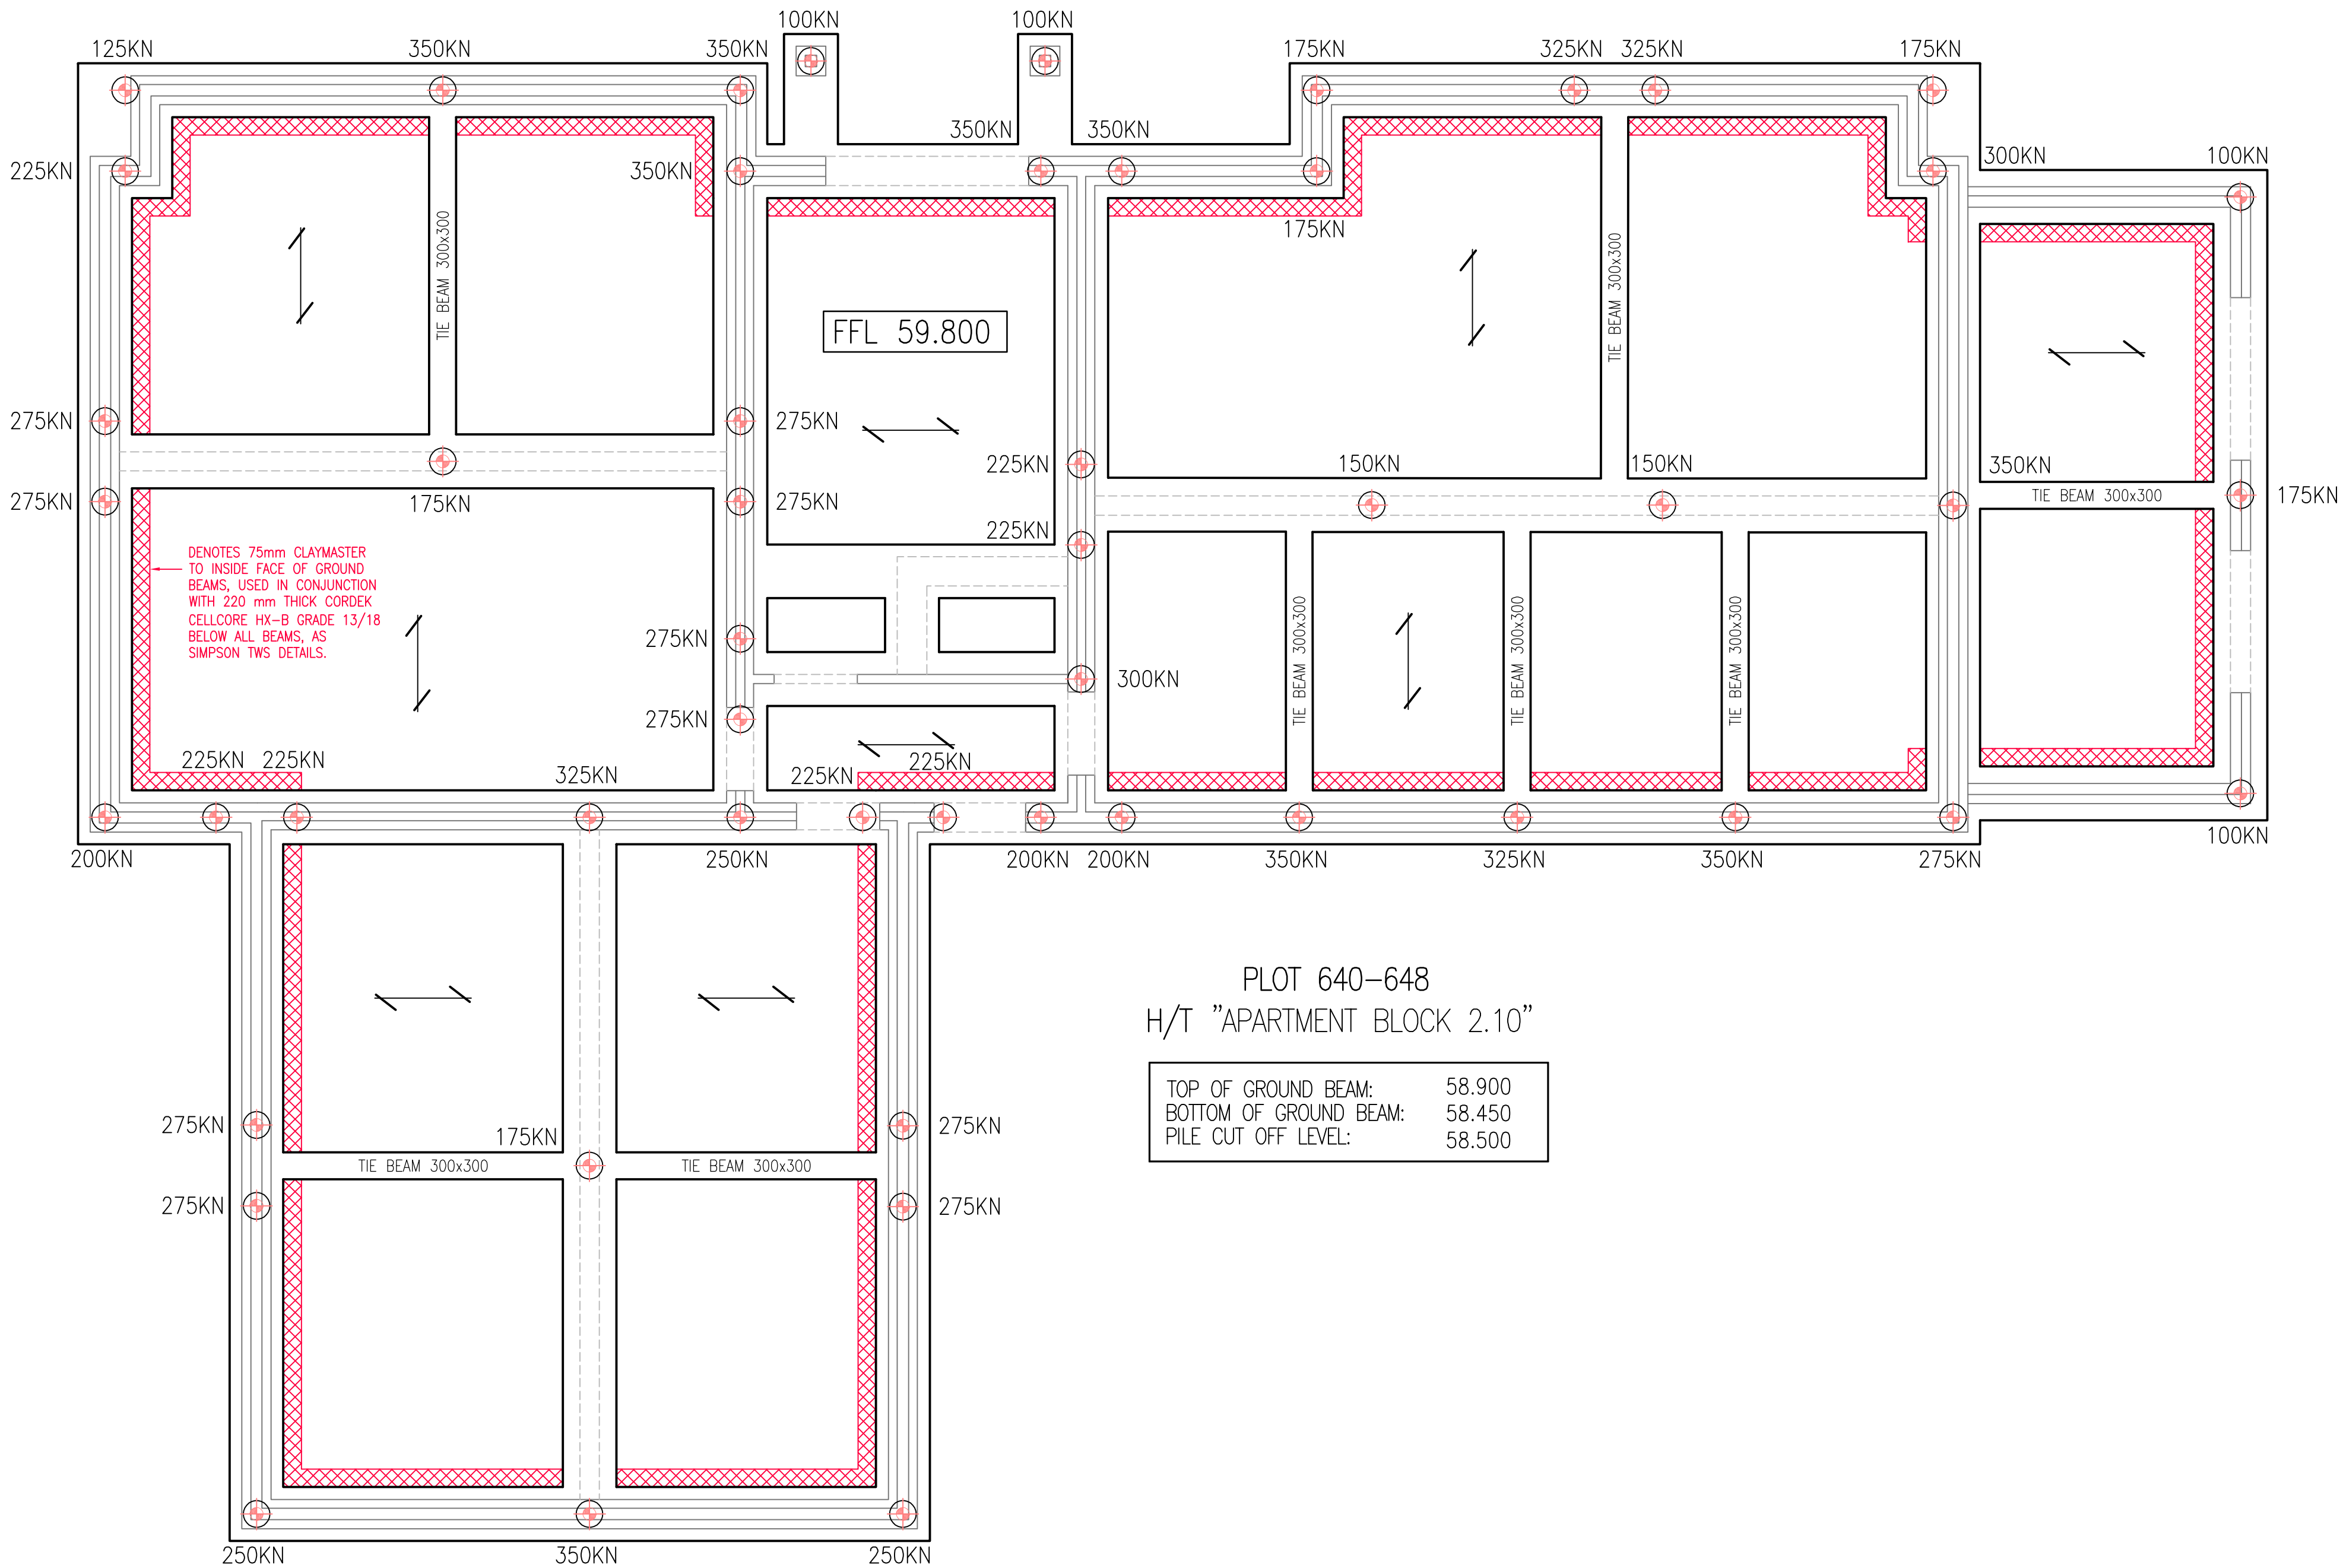 100KN
100KN
125KN
350KN
350KN
175KN
325KN
325KN
175KN
350KN
350KN
225KN
350KN
300KN
100KN
175KN
TIE BEAM 300x300
TIE BEAM 300x300
FFL 59.800
275KN
275KN
225KN
150KN
150KN
350KN
275KN
175KN
275KN
225KN
TIE BEAM 300x300
175KN
DENOTES 75mm CLAYMASTER
TO INSIDE FACE OF GROUND
BEAMS, USED IN CONJUNCTION
WITH 220 mm THICK CORDEK
CELLCORE HX-B GRADE 13/18
BELOW ALL BEAMS, AS
SIMPSON TWS DETAILS.
TIE BEAM 300x300
TIE BEAM 300x300
TIE BEAM 300x300
275KN
300KN
275KN
225KN
225KN
325KN
225KN
225KN
200KN
250KN
200KN
200KN
350KN
325KN
350KN
275KN
100KN
PLOT 640-648
H/T "APARTMENT BLOCK 2.10"
TOP OF GROUND BEAM: 58.900
BOTTOM OF GROUND BEAM: 58.450
PILE CUT OFF LEVEL: 58.500
275KN
175KN
275KN
TIE BEAM 300x300
TIE BEAM 300x300
275KN
275KN
250KN
350KN
250KN